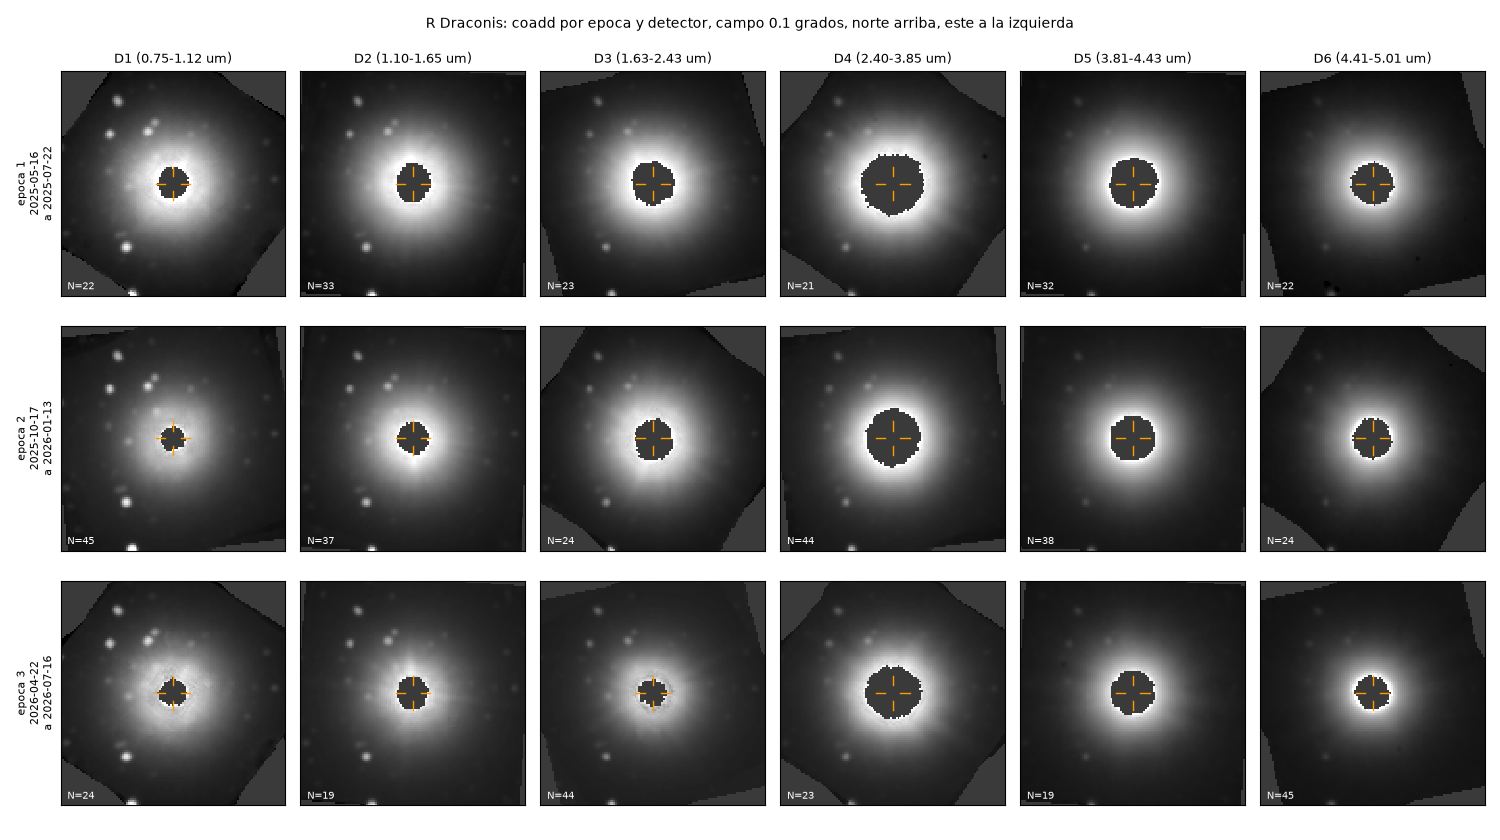 R Draconis: coadd por epoca y detector, campo 0.1 grados, norte arriba, este a la izquierda
D1 (0.75-1.12 um)
D2 (1.10-1.65 um)
D3 (1.63-2.43 um)
D4 (2.40-3.85 um)
D5 (3.81-4.43 um)
D6 (4.41-5.01 um)
epoca 1
2025-05-16
a 2025-07-22
N=22
N=33
N=23
N=21
N=32
N=22
epoca 2
2025-10-17
a 2026-01-13
N=45
N=37
N=24
N=44
N=38
N=24
epoca 3
2026-04-22
a 2026-07-16
N=24
N=19
N=44
N=23
N=19
N=45